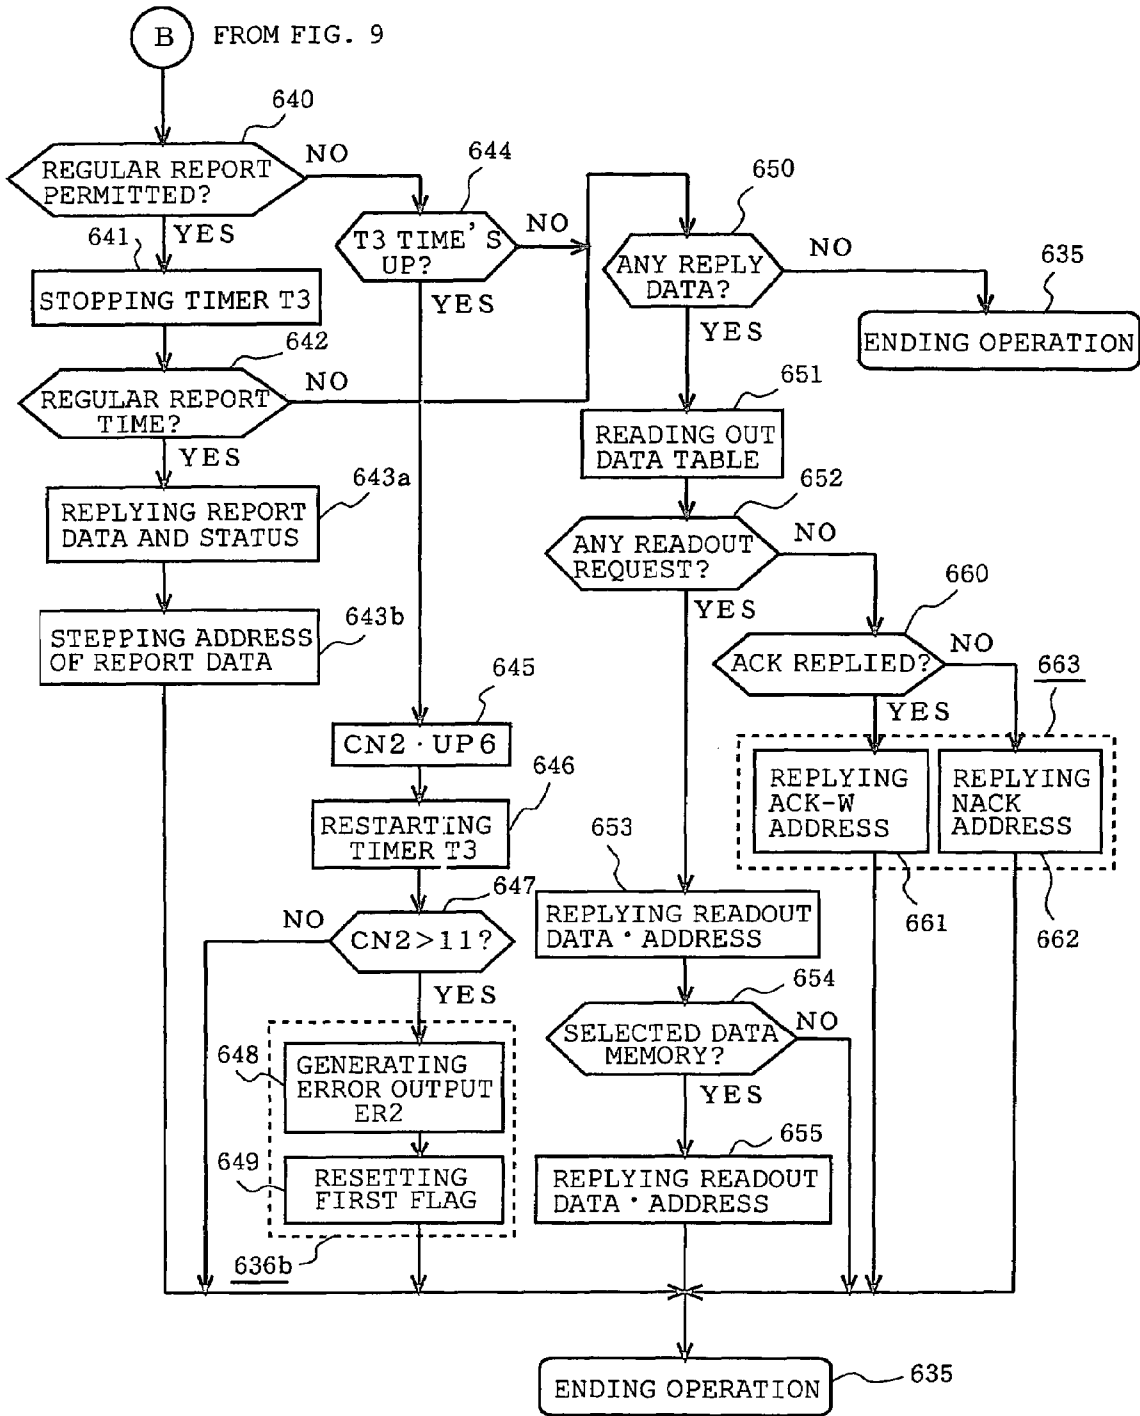 B
FROM FIG. 9
640
REGULAR REPORT
PERMITTED?
NO
YES
641
STOPPING TIMER T3
642
REGULAR REPORT
TIME?
NO
YES
643a
REPLYING REPORT
DATA AND STATUS
643b
STEPPING ADDRESS
OF REPORT DATA
644
T3 TIME'S
UP?
NO
YES
645
CN2・UP6
646
RESTARTING
TIMER T3
647
CN2>11?
NO
YES
648
GENERATING
ERROR OUTPUT
ER2
649
RESETTING
FIRST FLAG
636b
650
ANY REPLY
DATA?
NO
YES
635
ENDING OPERATION
651
READING OUT
DATA TABLE
652
ANY READOUT
REQUEST?
NO
YES
653
REPLYING READOUT
DATA・ADDRESS
654
SELECTED DATA
MEMORY?
NO
YES
655
REPLYING READOUT
DATA・ADDRESS
660
ACK REPLIED?
NO
YES
663
REPLYING
ACK-W
ADDRESS
661
REPLYING
NACK
ADDRESS
662
ENDING OPERATION
635